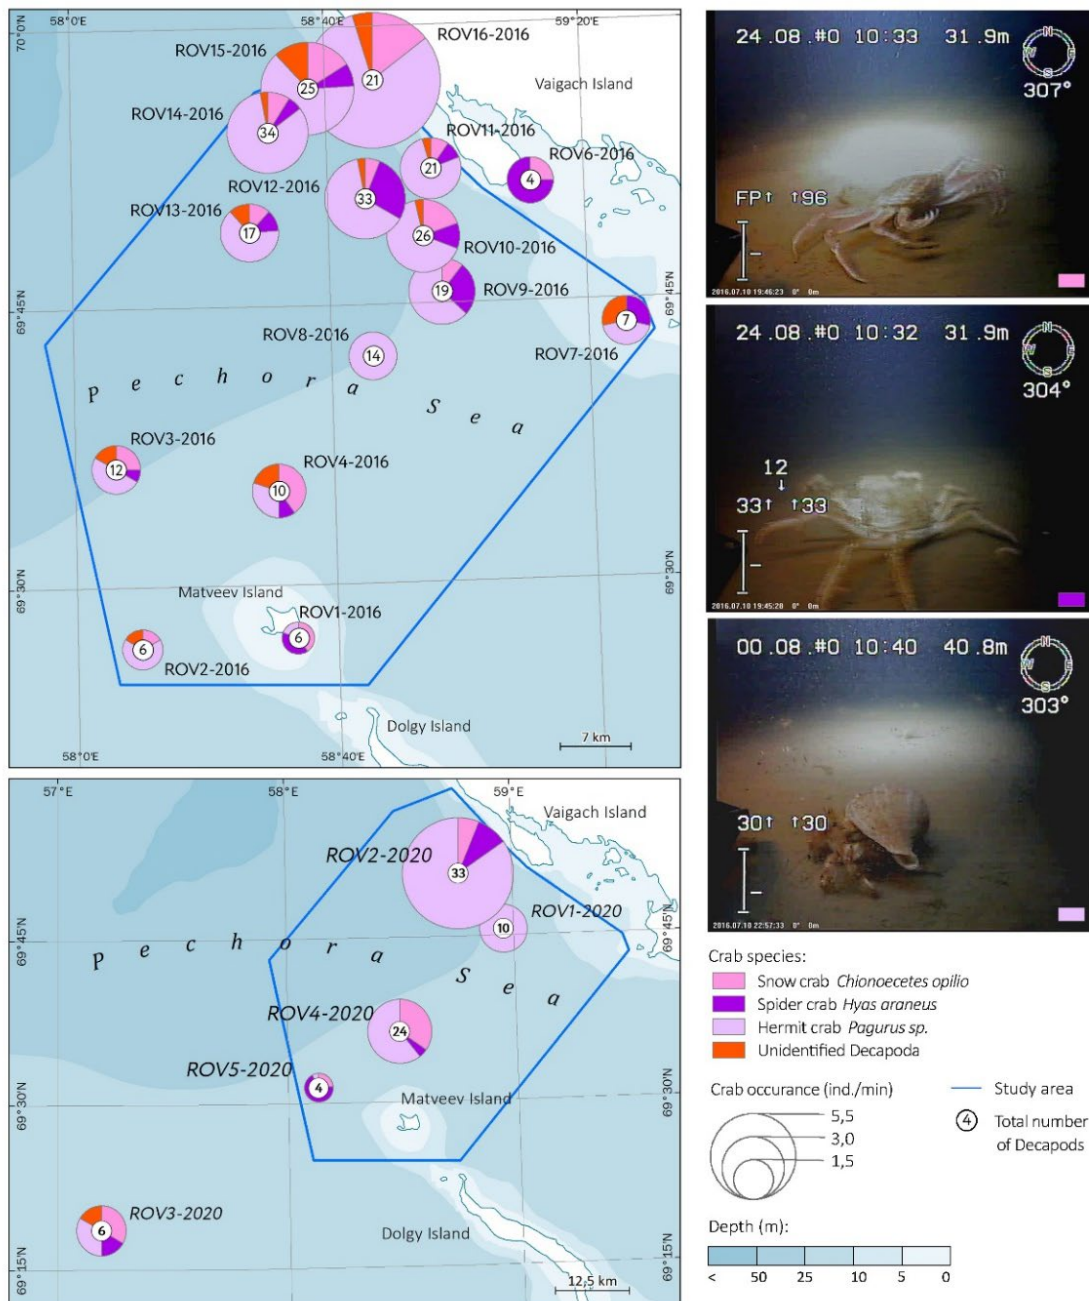 58°0'E 58°40'E 59°20'E
70°0'N
ROV16-2016
ROV15-2016
21
Vaigach Island
25
ROV14-2016
34
ROV11-2016
21
ROV6-2016
4
ROV12-2016
33
ROV13-2016
17
26
ROV10-2016
19
ROV9-2016
69°45'N 69°45'N
7
ROV7-2016
ROV8-2016
14
Pechora Sea
ROV3-2016
12
ROV4-2016
10
69°30'N 69°30'N
Matveev Island
ROV1-2016
6
6
ROV2-2016
Dolgy Island
7 km
58°0'E 58°40'E
57°E 58°E 59°E
Vaigach Island
ROV2-2020
33
ROV1-2020
10
69°45'N 69°45'N
Pechora Sea
ROV4-2020
24
ROV5-2020
4
Matveev Island
69°30'N 69°30'N
ROV3-2020
6
Dolgy Island
69°15'N 69°15'N
12,5 km
24.08.#0 10:33 31.9m
N
W E
S
307°
FP↑ ↑96
2016.07.10 19:46:23 0° 0m
24.08.#0 10:32 31.9m
N
W E
S
304°
12
↓
33↑ ↑33
2016.07.10 19:45:20 0° 0m
00.08.#0 10:40 40.8m
N
W E
S
303°
30↑ ↑30
2016.07.10 22:57:33 0° 0m
Crab species:
Snow crab Chionoecetes opilio
Spider crab Hyas araneus
Hermit crab Pagurus sp.
Unidentified Decapoda
Crab occurance (ind./min)
5,5
3,0
1,5
Study area
4 Total number
of Decapods
Depth (m):
< 50 25 10 5 0